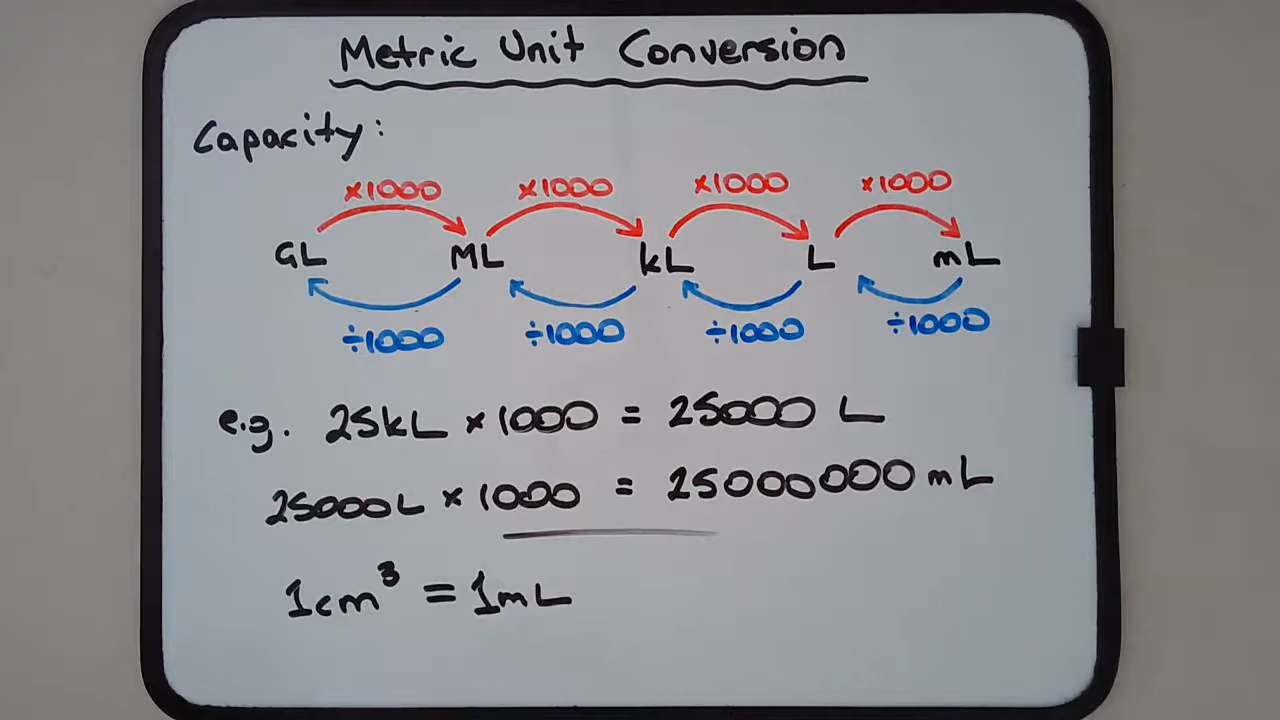 Metric Unit Conversion
Capacity:
×1000 ×1000 ×1000 ×1000
GL ML kL L mL
÷1000 ÷1000 ÷1000 ÷1000
e.g. 25kL ×1000 = 25000 L
25000L ×1000 = 25000000 mL
1cm³ = 1mL